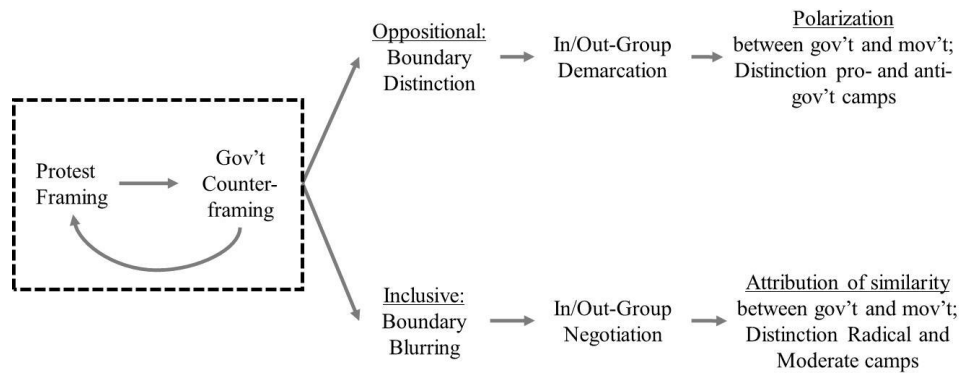 Protest
Framing
Gov’t
Counter-
framing
Oppositional:
Boundary
Distinction
In/Out-Group
Demarcation
Polarization
between gov’t and mov’t;
Distinction pro- and anti-
gov’t camps
Inclusive:
Boundary
Blurring
In/Out-Group
Negotiation
Attribution of similarity
between gov’t and mov’t;
Distinction Radical and
Moderate camps